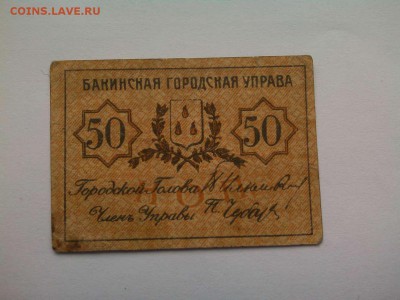 COINS.LAVE.RU
БАКИНСКАЯ ГОРОДСКАЯ УПРАВА
50 50
Городской Голова
Членъ Управы